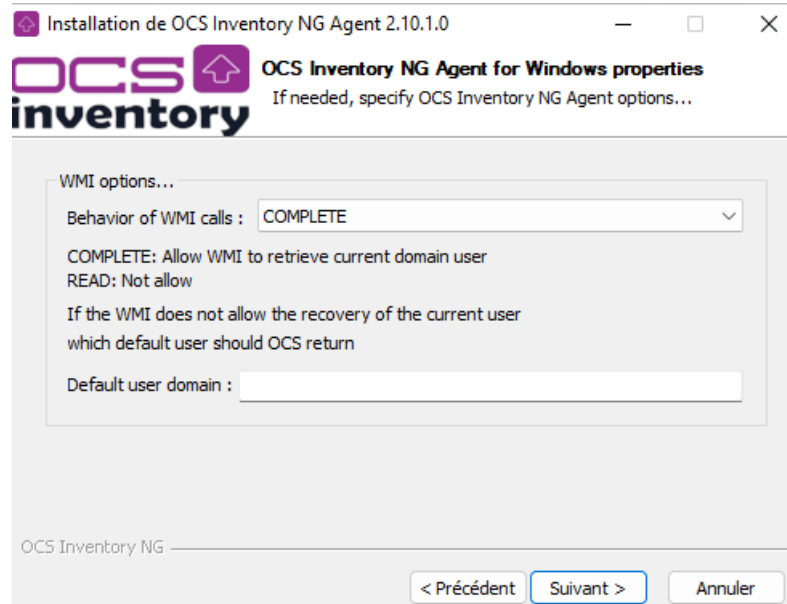 Installation de OCS Inventory NG Agent 2.10.1.0
OCS
inventory
OCS Inventory NG Agent for Windows properties
If needed, specify OCS Inventory NG Agent options...
WMI options...
Behavior of WMI calls : COMPLETE
COMPLETE: Allow WMI to retrieve current domain user
READ: Not allow
If the WMI does not allow the recovery of the current user
which default user should OCS return
Default user domain :
OCS Inventory NG
< Précédent Suivant > Annuler